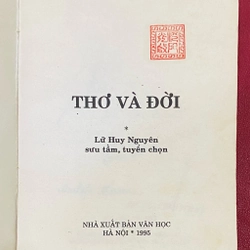 THƠ VÀ ĐỜI
*
Lữ Huy Nguyên
sưu tầm, tuyển chọn
NHÀ XUẤT BẢN VĂN HỌC
HÀ NỘI * 1995